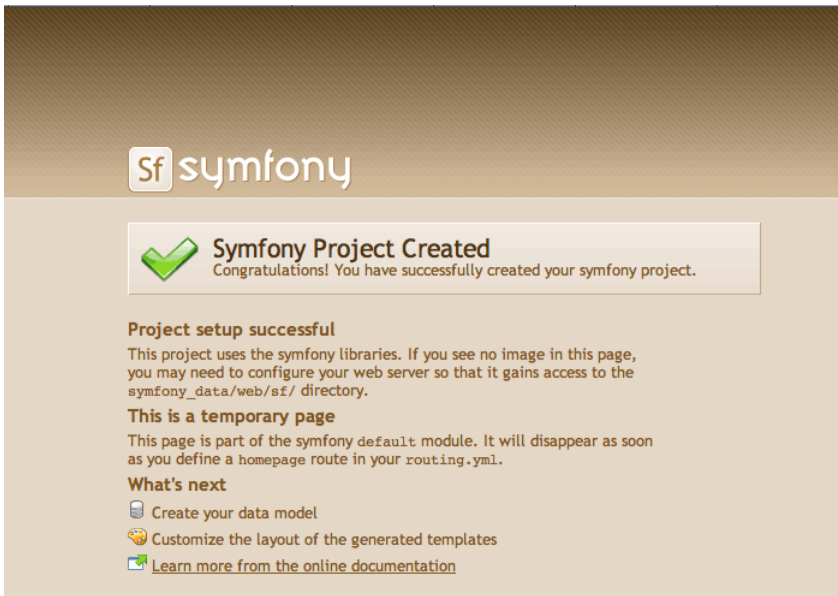 Sf symfony
Symfony Project Created
Congratulations! You have successfully created your symfony project.
Project setup successful
This project uses the symfony libraries. If you see no image in this page,
you may need to configure your web server so that it gains access to the
symfony_data/web/sf/ directory.
This is a temporary page
This page is part of the symfony default module. It will disappear as soon
as you define a homepage route in your routing.yml.
What's next
Create your data model
Customize the layout of the generated templates
Learn more from the online documentation